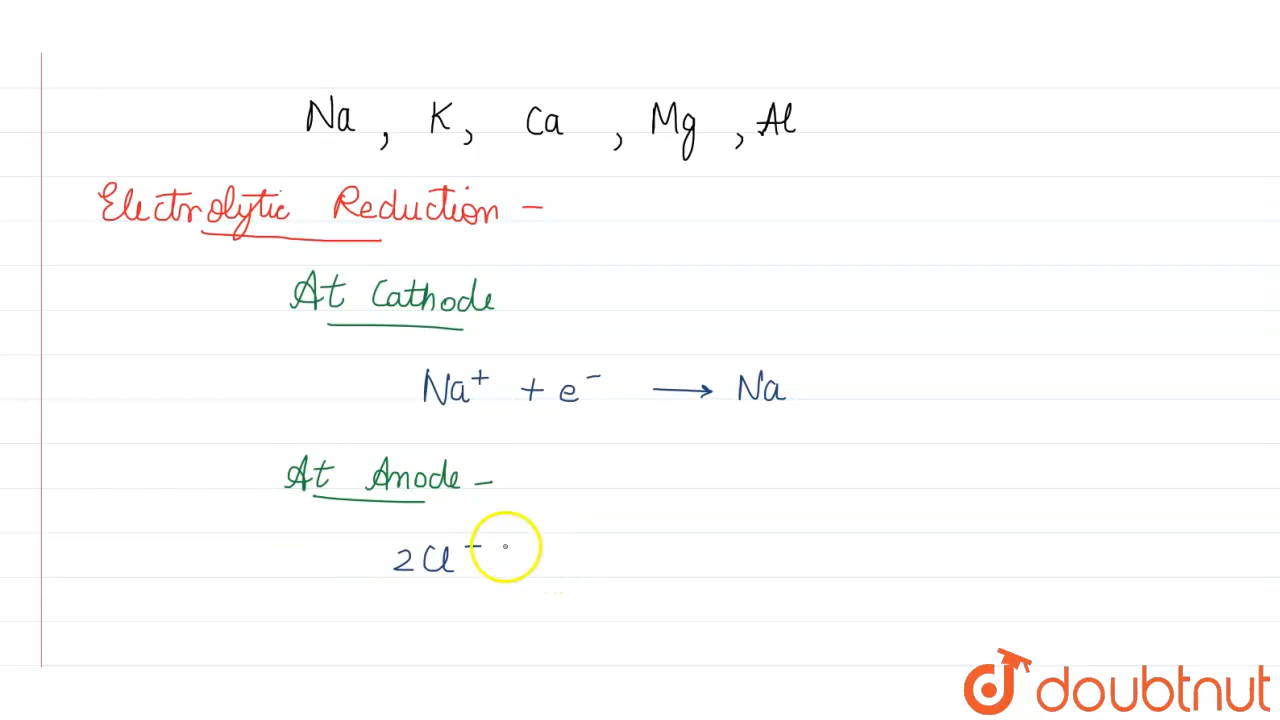 Na, K, Ca, Mg, Al
Electrolytic Reduction -
At Cathode
Na⁺ + e⁻ ⟶ Na
At Anode -
2Cl⁻
doubtnut